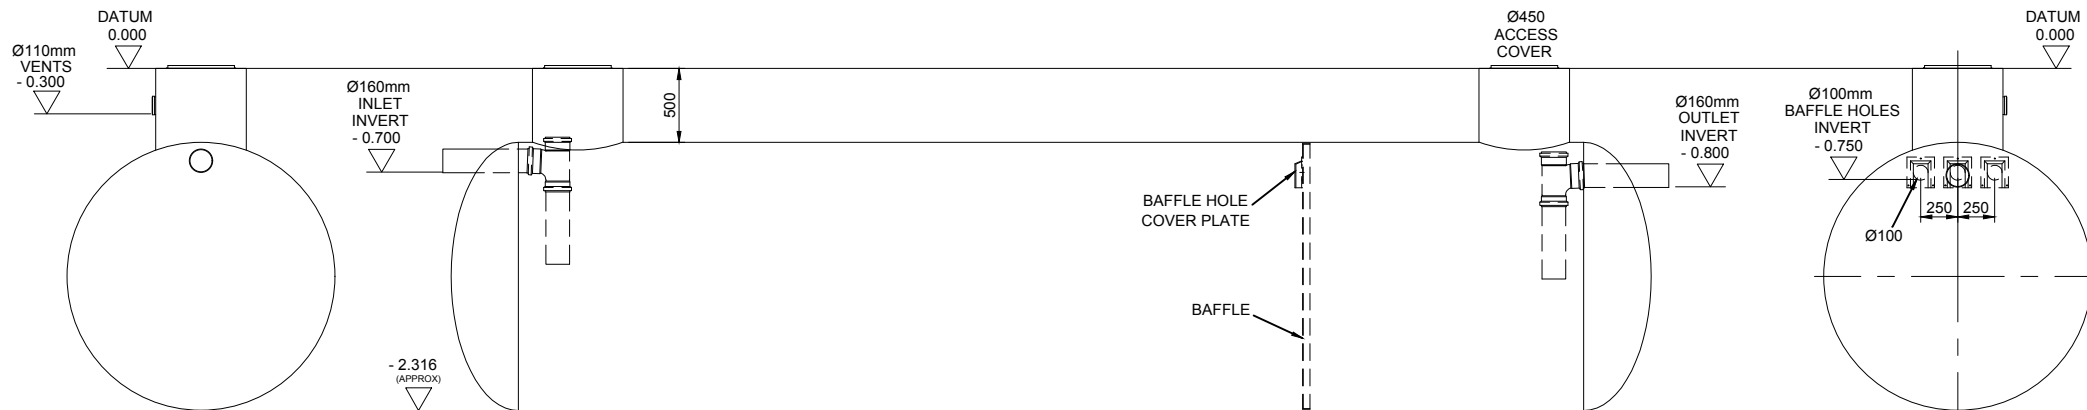 DATUM
0.000
Ø110mm
VENTS
- 0.300
Ø160mm
INLET
INVERT
- 0.700
500
- 2.316
(APPROX)
BAFFLE HOLE
COVER PLATE
BAFFLE
Ø450
ACCESS
COVER
Ø160mm
OUTLET
INVERT
- 0.800
Ø100mm
BAFFLE HOLES
INVERT
- 0.750
DATUM
0.000
250 250
Ø100